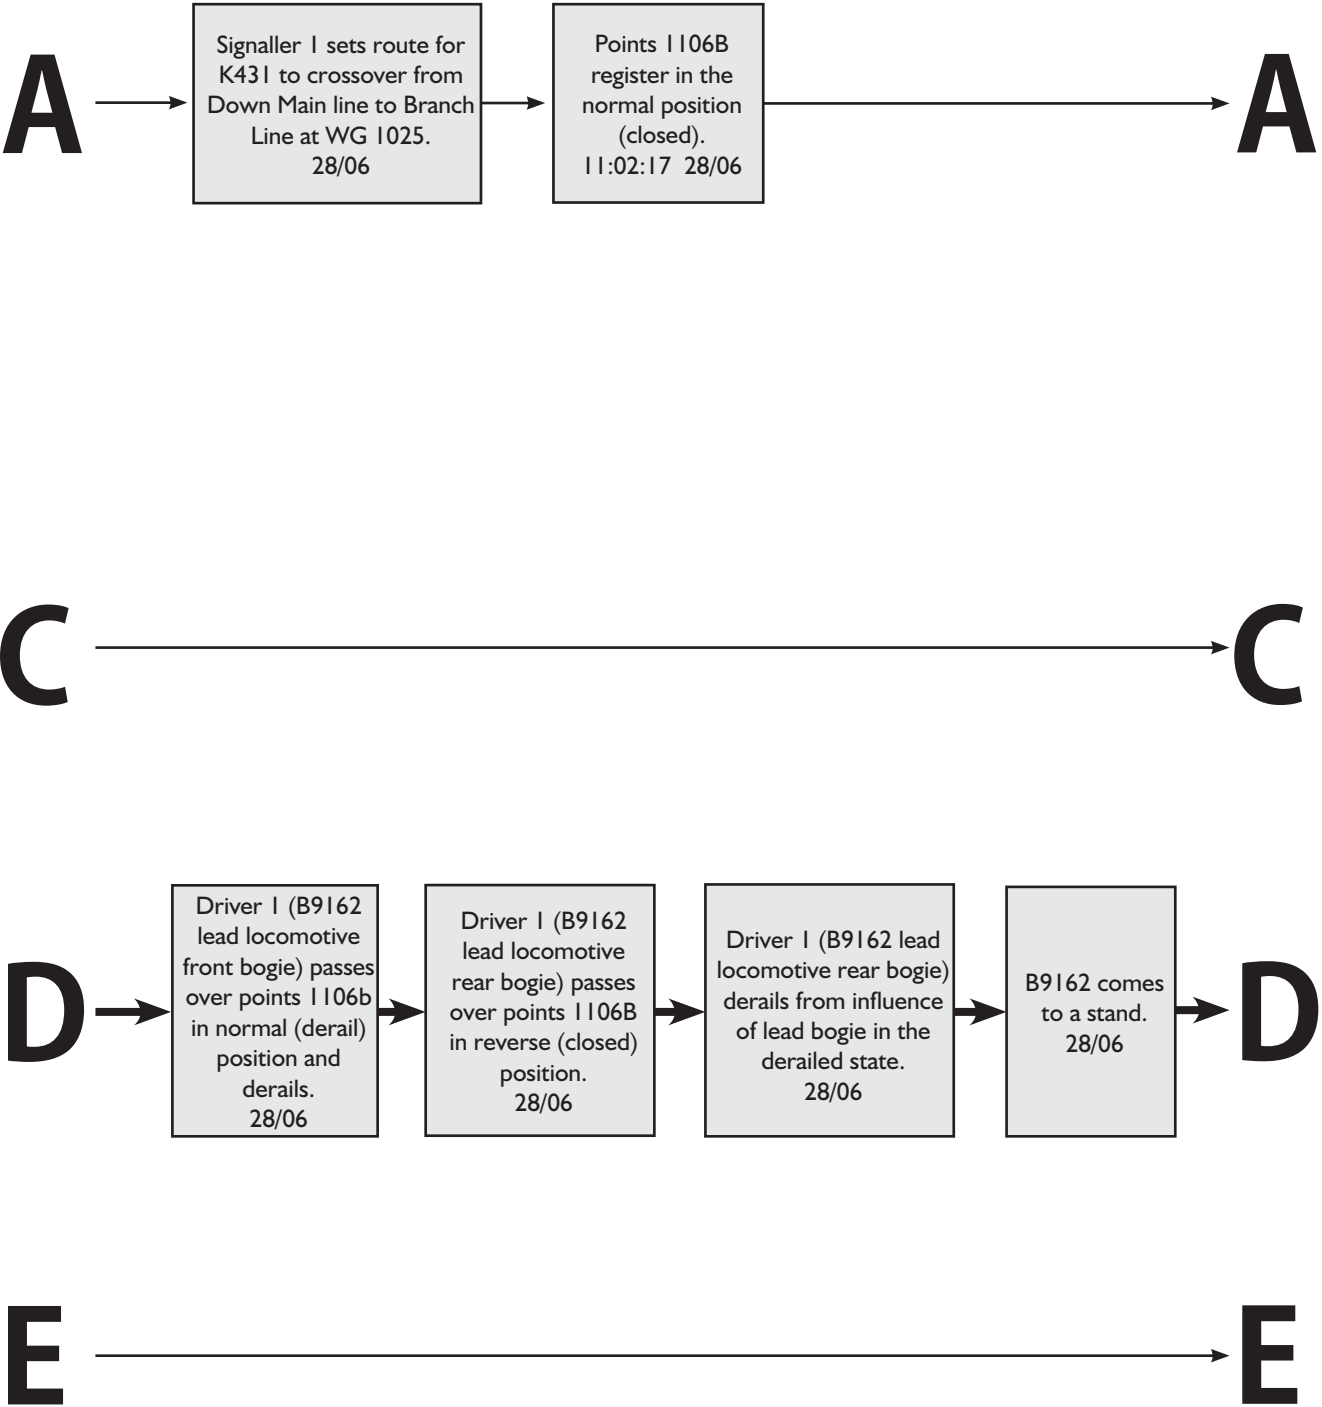 A
Signaller 1 sets route for
K431 to crossover from
Down Main line to Branch
Line at WG 1025.
28/06
Points 1106B
register in the
normal position
(closed).
11:02:17 28/06
A
C
C
D
Driver 1 (B9162
lead locomotive
front bogie) passes
over points 1106b
in normal (derail)
position and
derails.
28/06
Driver 1 (B9162
lead locomotive
rear bogie) passes
over points 1106B
in reverse (closed)
position.
28/06
Driver 1 (B9162 lead
locomotive rear bogie)
derails from influence
of lead bogie in the
derailed state.
28/06
B9162 comes
to a stand.
28/06
D
E
E